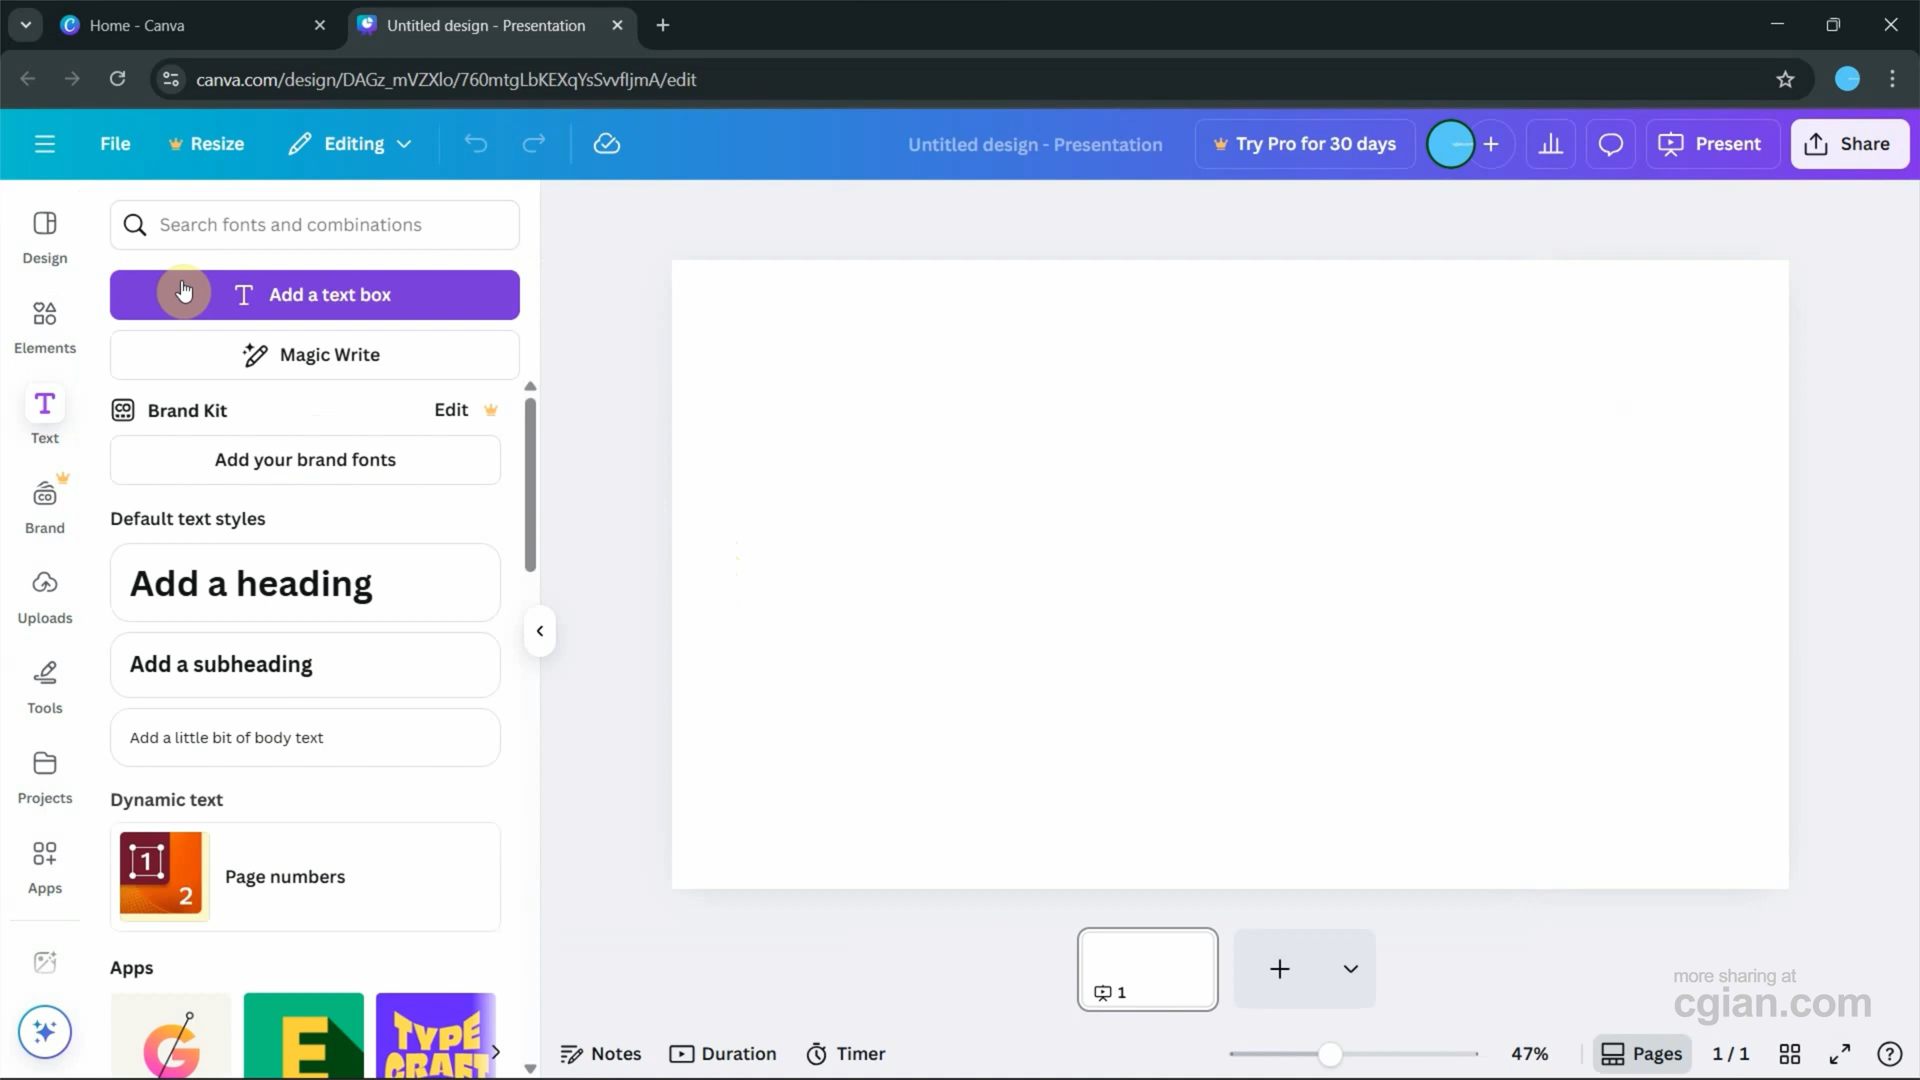 Home - Canva
Untitled design - Presentation
canva.com/design/DAGz_mVZXlo/760mtgLbKEXqYsSvvfljmA/edit
File
Resize
Editing
Untitled design - Presentation
Try Pro for 30 days
Present
Share
Design
Elements
Text
Brand
Uploads
Tools
Projects
Apps
Search fonts and combinations
Add a text box
Magic Write
Brand Kit
Edit
Add your brand fonts
Default text styles
Add a heading
Add a subheading
Add a little bit of body text
Dynamic text
1
2
Page numbers
Apps
G
E
TYPE
CRAFT
1
more sharing at
cgian.com
Notes
Duration
Timer
47%
Pages
1 / 1